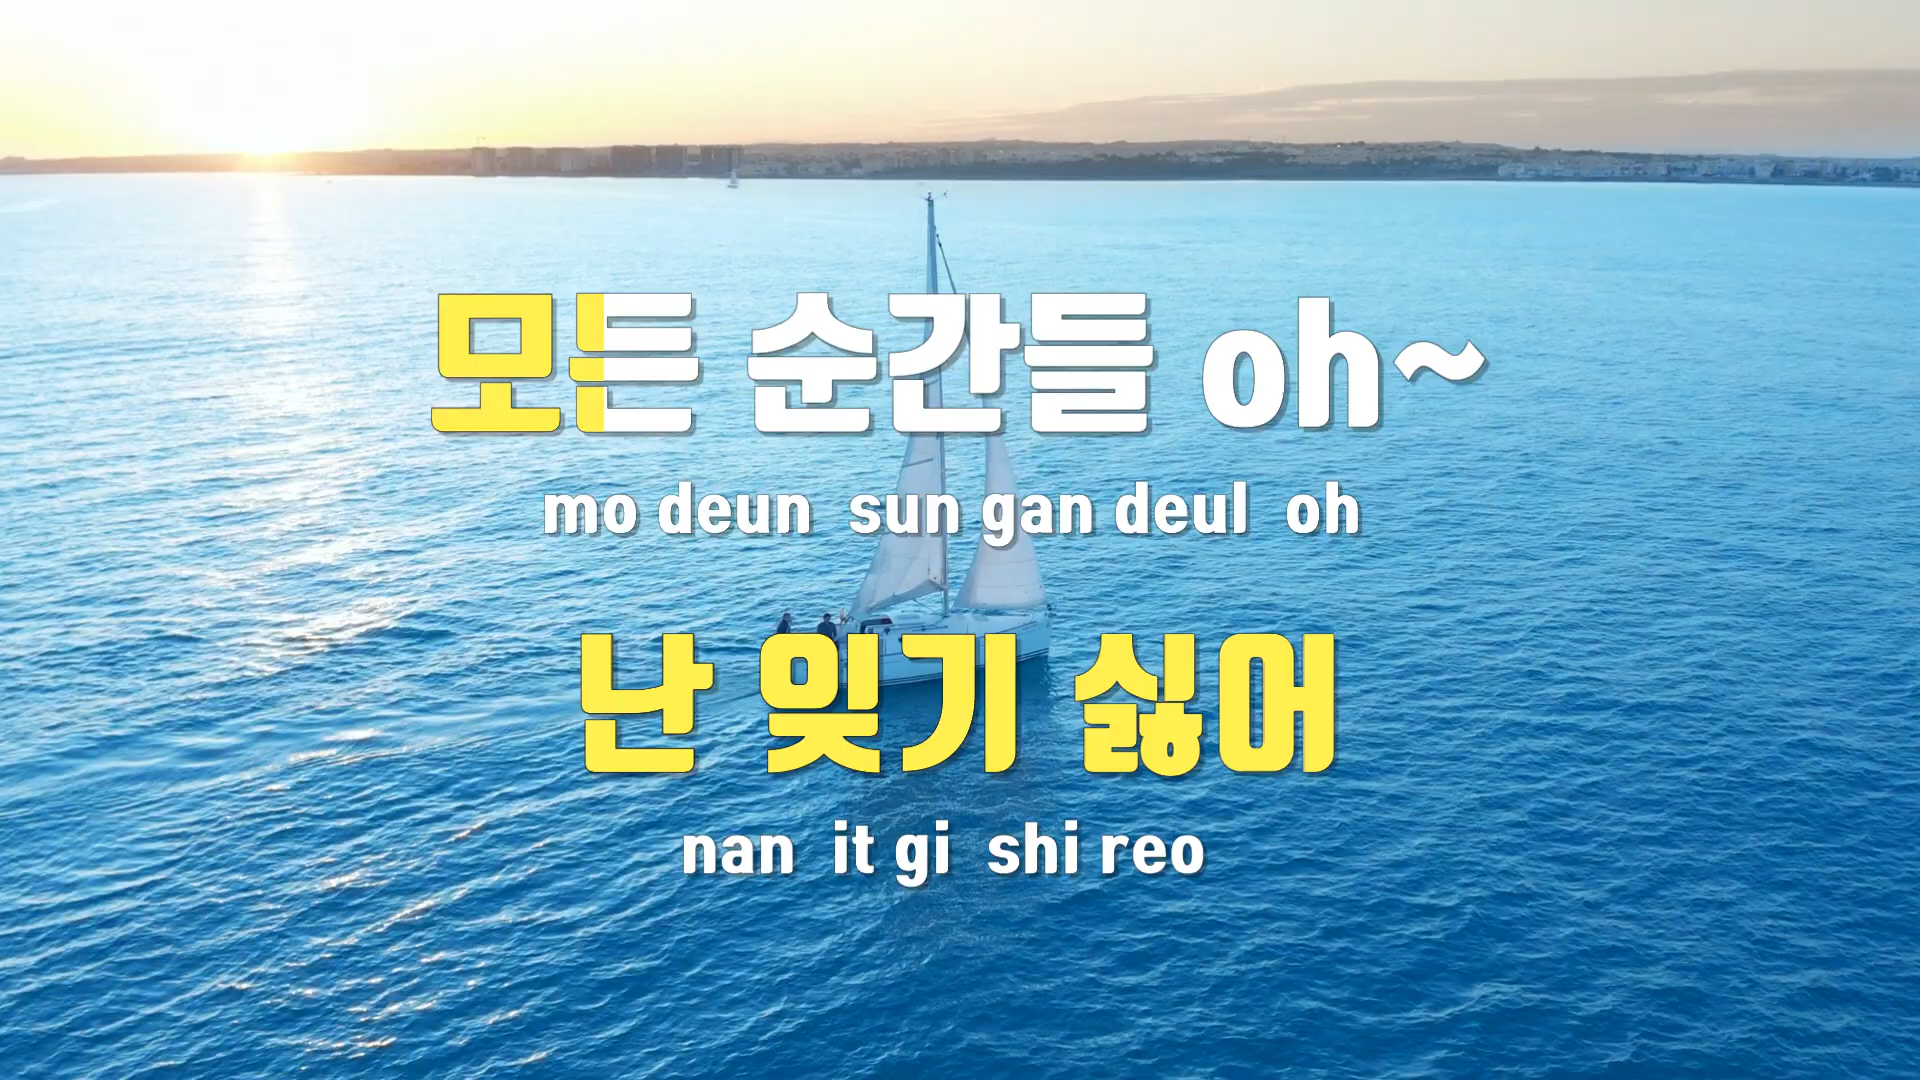 모든 순간들 oh~
mo deun sun gan deul oh
난 잊기 싫어
nan it gi shi reo